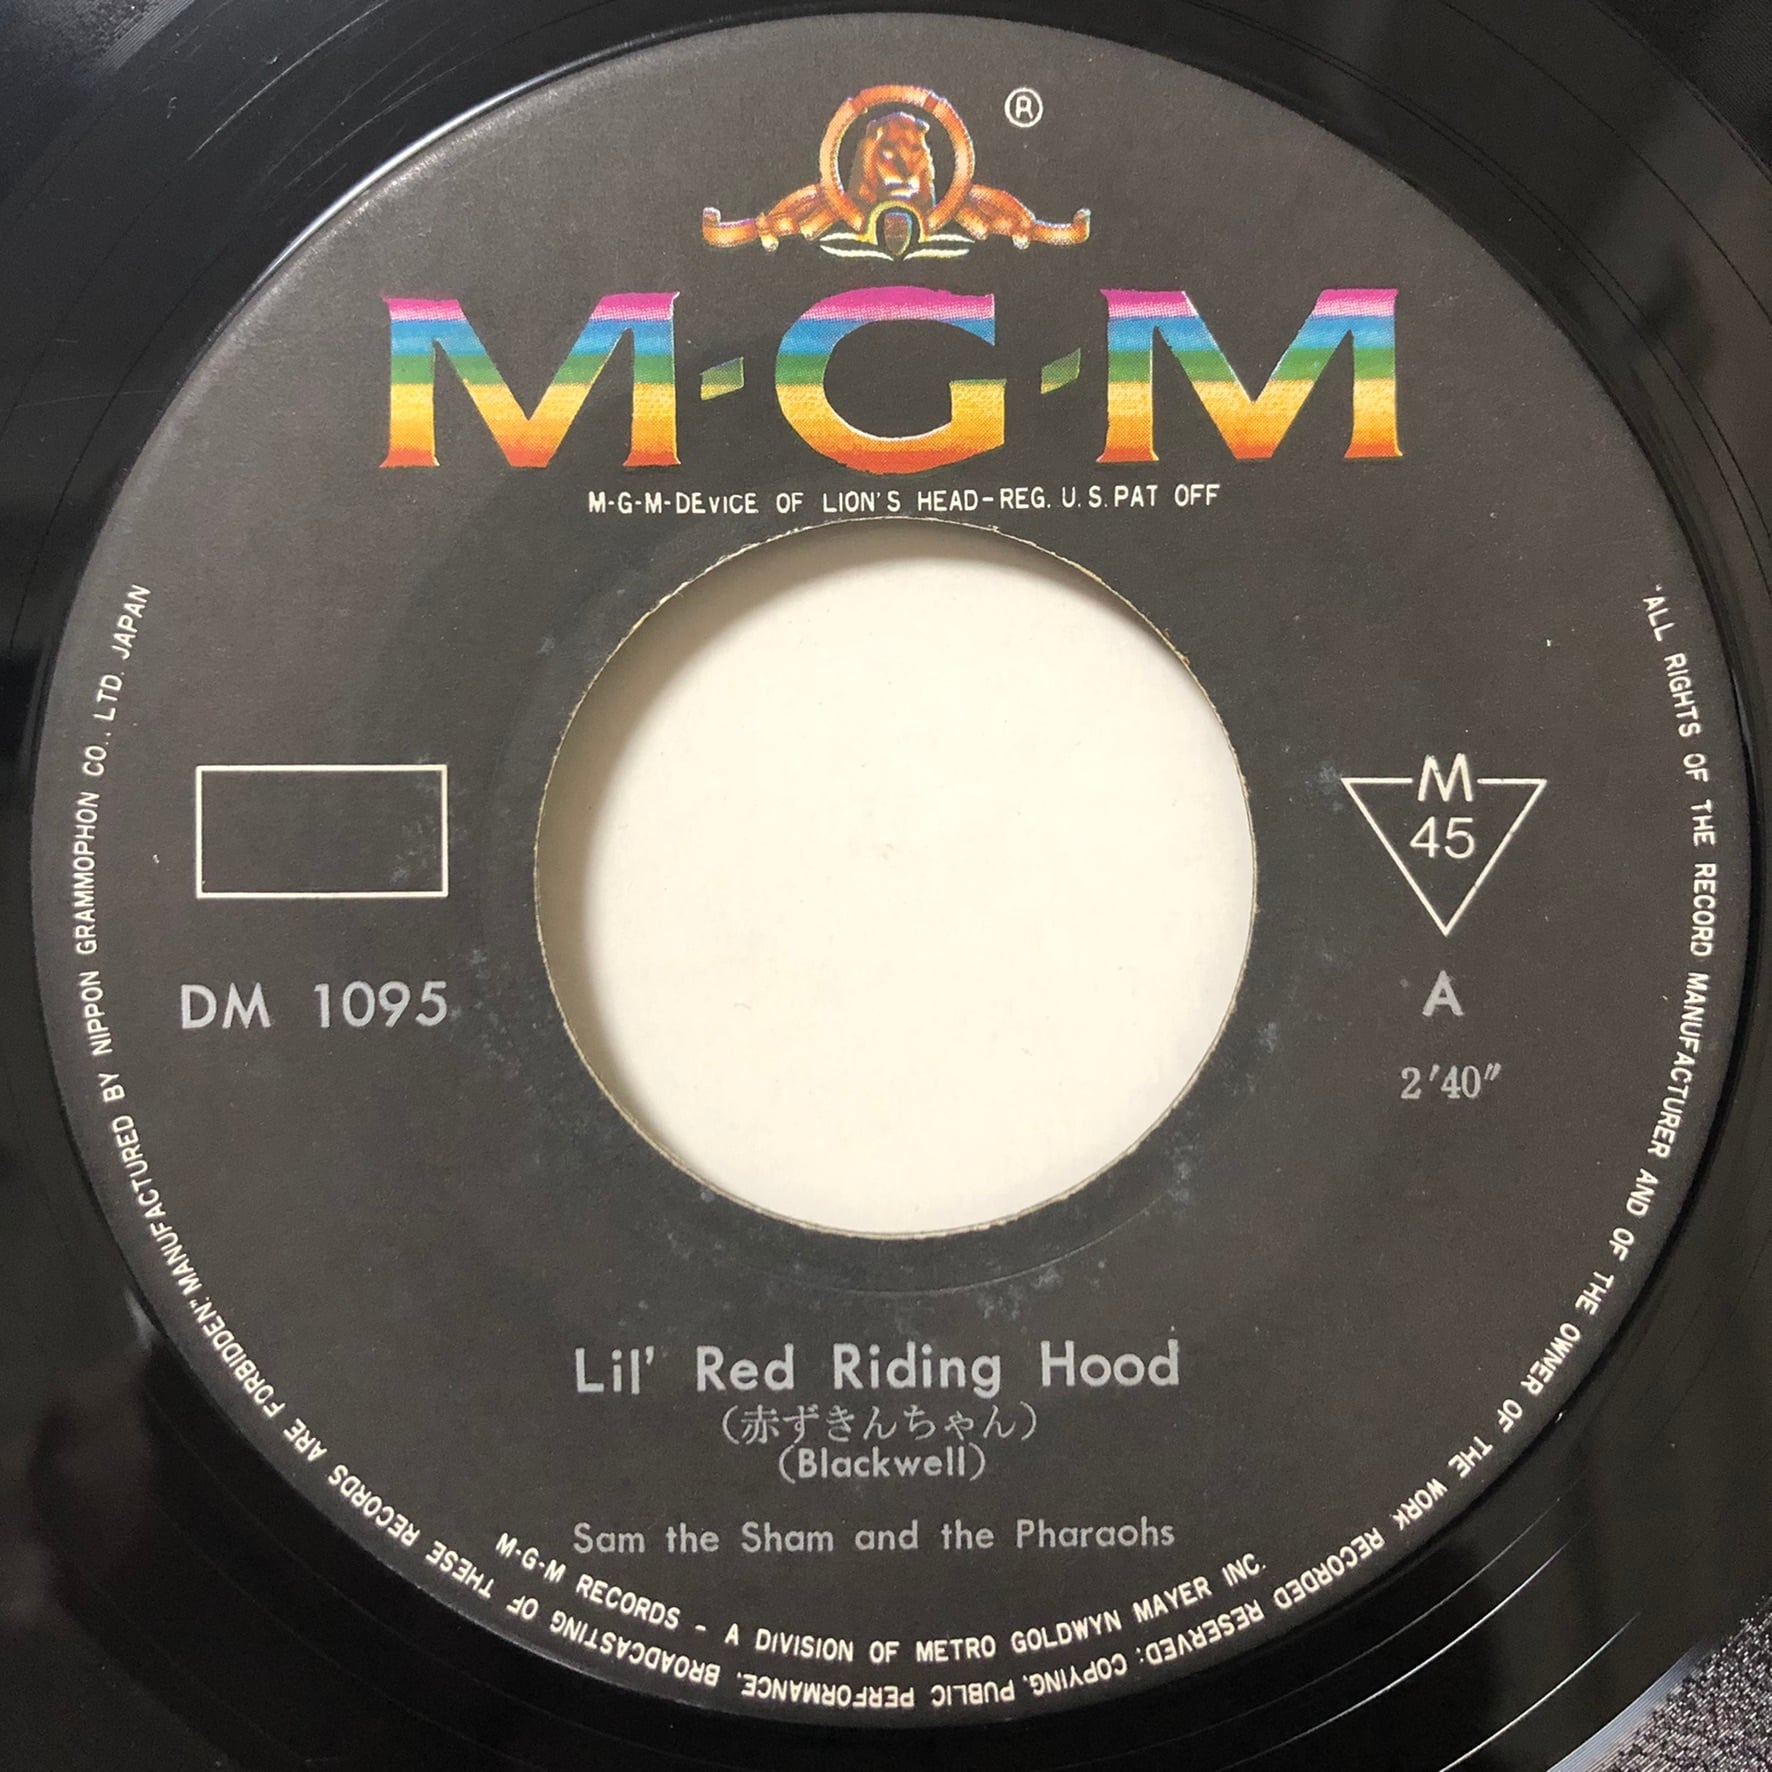 ®
M-G-M
M-G-M-DEVICE OF LION'S HEAD-REG. U.S. PAT OFF
M
45
DM 1095
A
2'40"
Lil' Red Riding Hood
(赤ずきんちゃん)
(Blackwell)
Sam the Sham and the Pharaohs
M-G-M RECORDS - A DIVISION OF METRO GOLDWYN MAYER INC.
"ALL RIGHTS OF THE RECORD MANUFACTURER AND OF THE OWNER OF THE WORK RECORDED RESERVED: COPYING, PUBLIC PERFORMANCE, BROADCASTING OF THESE RECORDS ARE FORBIDDEN." MANUFACTURED BY NIPPON GRAMMOPHON CO., LTD. JAPAN